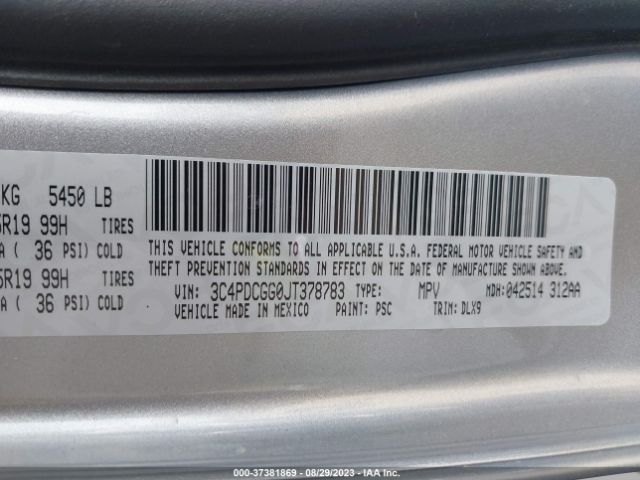 KG 5450 LB
5R19 99H TIRES
A ( 36 PSI) COLD
5R19 99H TIRES
A ( 36 PSI) COLD
THIS VEHICLE CONFORMS TO ALL APPLICABLE U.S.A. FEDERAL MOTOR VEHICLE SAFETY AND
THEFT PREVENTION STANDARDS IN EFFECT ON THE DATE OF MANUFACTURE SHOWN ABOVE.
VIN: 3C4PDCGG0JT378783 TYPE: MPV MDH:042514 312AA
VEHICLE MADE IN MEXICO PAINT: PSC TRIM: DLX9
000-37381869 - 08/29/2023 - IAA Inc.